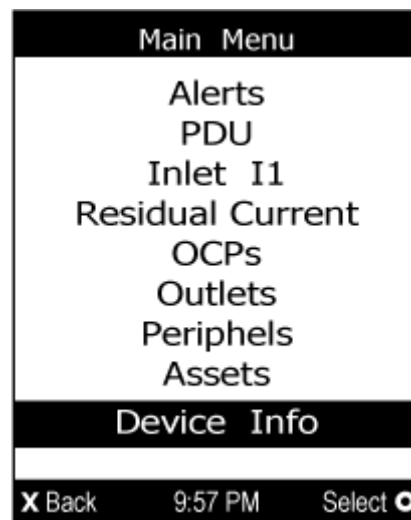 Main Menu
Alerts
PDU
Inlet I1
Residual Current
OCPs
Outlets
Periphels
Assets
Device Info
X Back 9:57 PM Select O